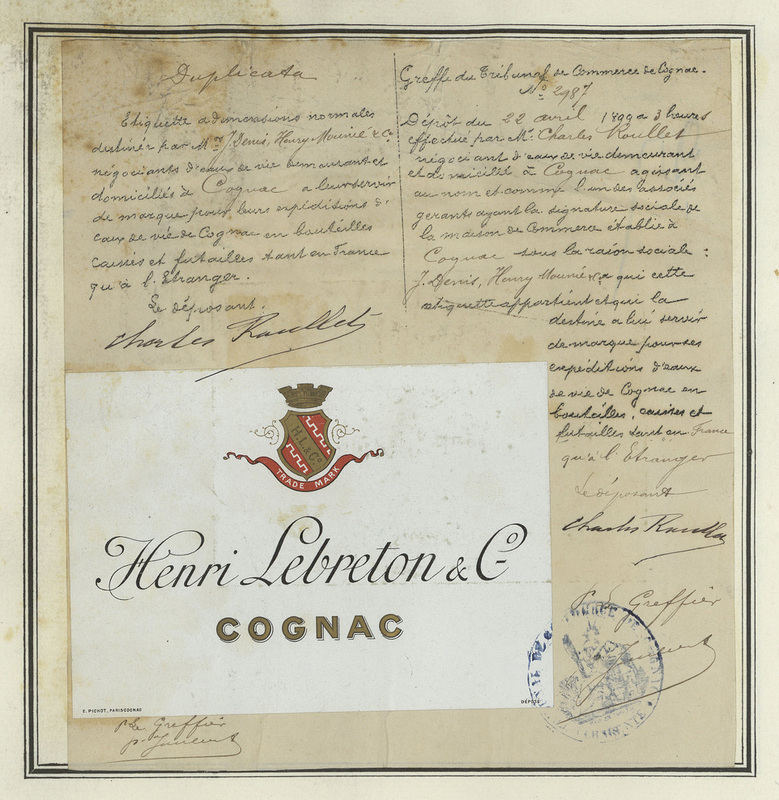 Duplicata
Etiquette a dimensions normales
destinée par Mrs J. Denis, Henry Mounié & Co
négociants d'eaux de vie demeurant et
domiciliés à Cognac a leur servir
de marque pour leurs expéditions d'
eaux de vie de Cognac en bouteilles
caisses et futailles tant en France
qu'à l'Etranger.
Le déposant.
Charles Roullet
Greffe du Tribunal de Commerce de Cognac.
No 2987
Dépôt du 22 avril 1899 a 3 heures
effectué par Mr Charles Roullet
négociant d'eaux de vie demeurant
et domicilié à Cognac agissant
au nom et comme l'un des associés
gérants ayant la signature sociale de
la maison de Commerce établie à
Cognac sous la raison sociale :
J. Denis, Henry Mounié & Co a qui cette
etiquette appartient et qui la
destine a lui servir
de marque pour ses
expéditions d'eaux
de vie de Cognac en
bouteilles, caisses et
futailles tant en France
qu'à l'Etranger
Le déposant
Charles Roullet
H.L. & Co
TRADE MARK
Henri Lebreton & Co
COGNAC
E. PICHOT, PARIS-COGNAC
DÉPOSÉ
Le Greffier
CHARENTE
pr Le Greffier